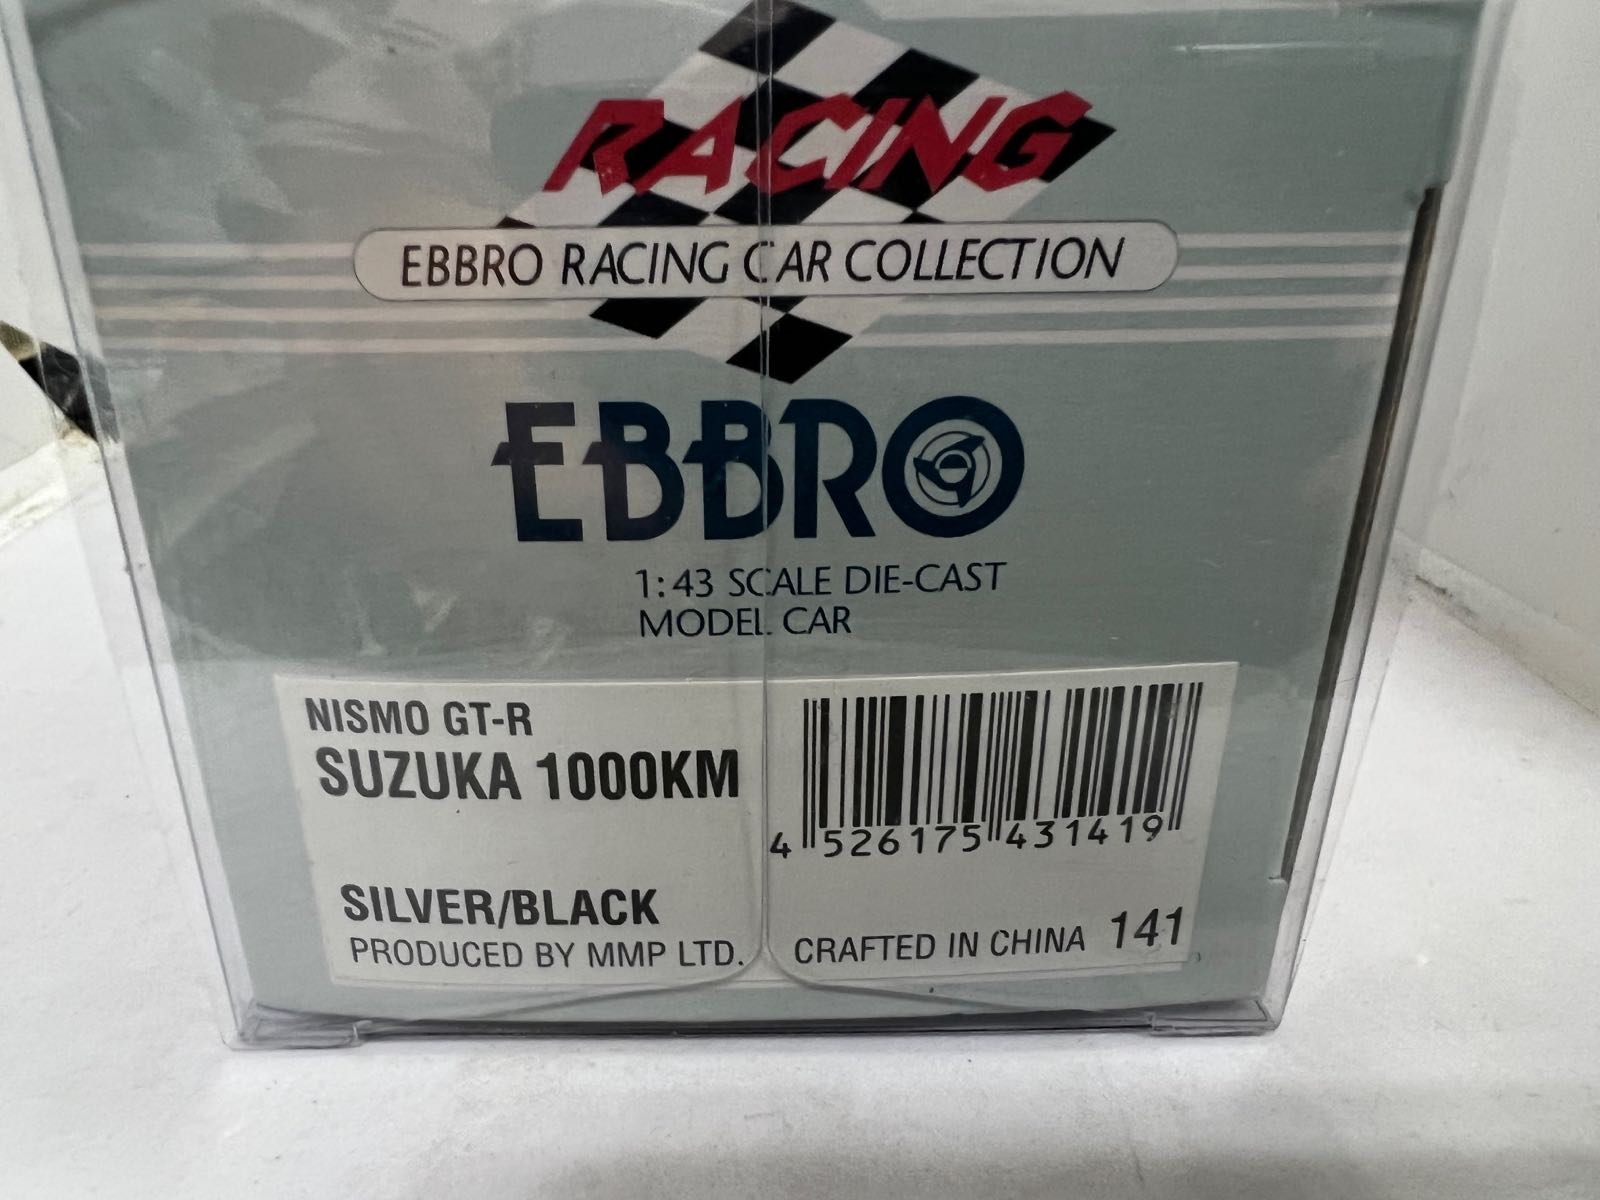 RACING
EBBRO RACING CAR COLLECTION
EBBRO
1:43 SCALE DIE-CAST
MODEL CAR
NISMO GT-R
SUZUKA 1000KM
4 526175 431419
SILVER/BLACK
PRODUCED BY MMP LTD. CRAFTED IN CHINA 141